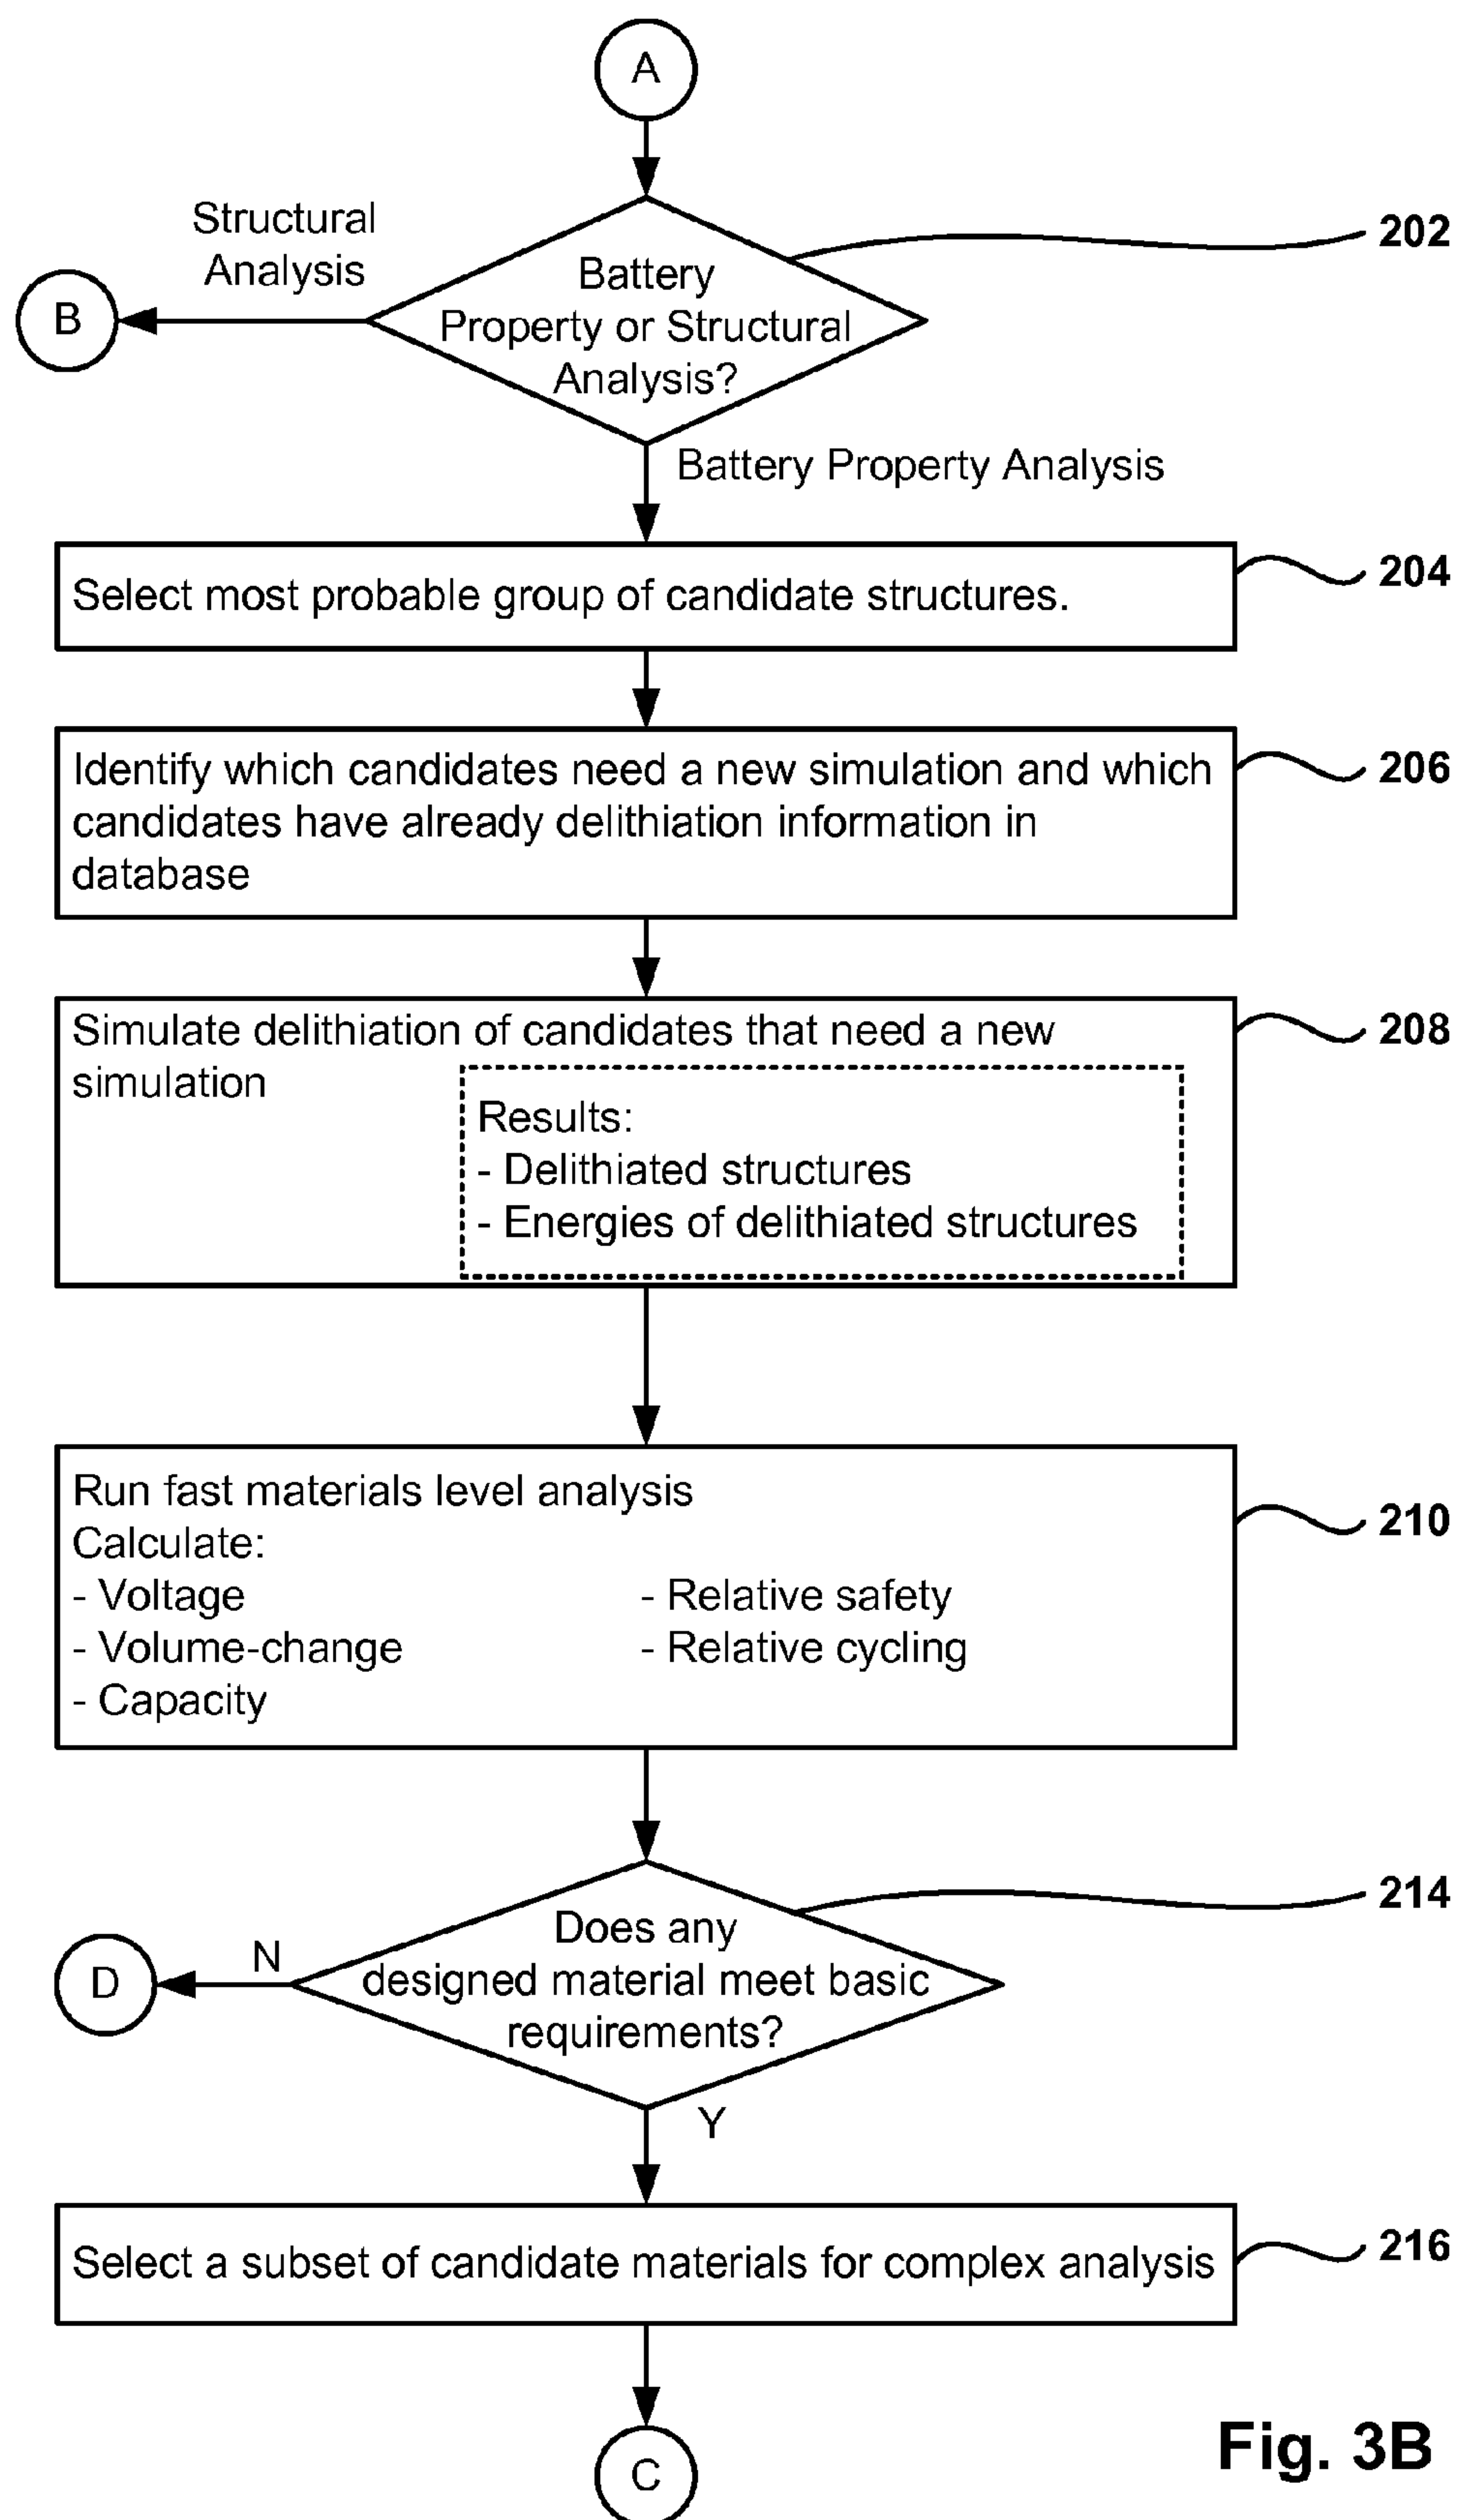 A
Structural
Analysis
202
Battery
Property or Structural
Analysis?
B
Battery Property Analysis
Select most probable group of candidate structures.
204
Identify which candidates need a new simulation and which
candidates have already delithiation information in
database
206
Simulate delithiation of candidates that need a new
simulation
208
Results:
- Delithiated structures
- Energies of delithiated structures
Run fast materials level analysis
Calculate:
- Voltage
- Volume-change
- Capacity
- Relative safety
- Relative cycling
210
214
Does any
designed material meet basic
requirements?
N
D
Y
Select a subset of candidate materials for complex analysis
216
C
Fig. 3B